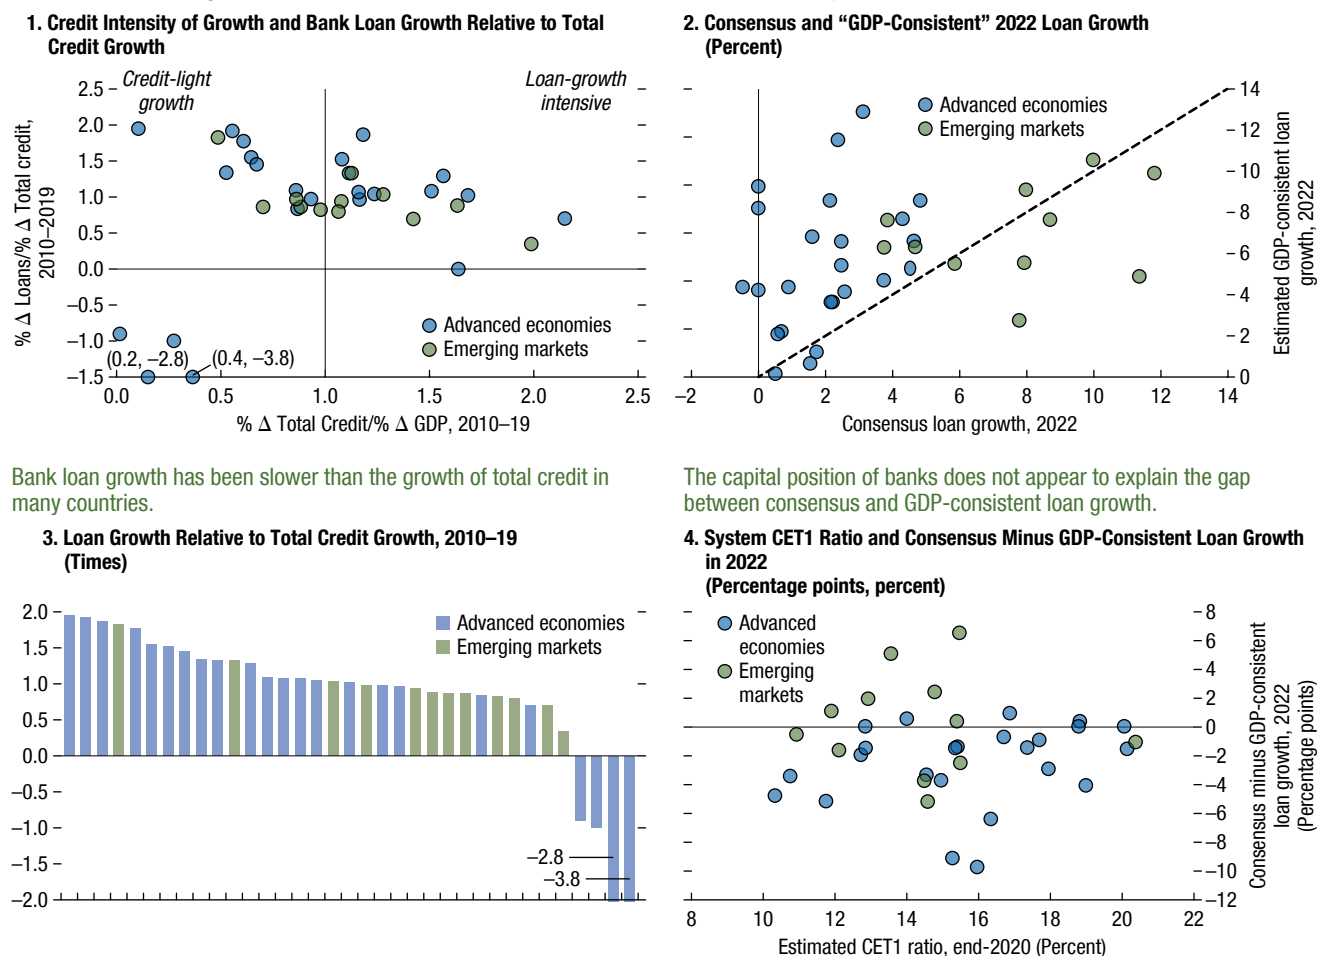 1. Credit Intensity of Growth and Bank Loan Growth Relative to Total
Credit Growth
% Δ Loans/% Δ Total credit,
2010–2019
2.5
2.0
1.5
1.0
0.5
0.0
–0.5
–1.0
–1.5
Credit-light
growth
Loan-growth
intensive
Advanced economies
Emerging markets
(0.2, –2.8)
(0.4, –3.8)
0.0
0.5
1.0
1.5
2.0
2.5
% Δ Total Credit/% Δ GDP, 2010–19
2. Consensus and “GDP-Consistent” 2022 Loan Growth
(Percent)
Advanced economies
Emerging markets
14
12
10
8
6
4
2
0
Estimated GDP-consistent loan
growth, 2022
–2
0
2
4
6
8
10
12
14
Consensus loan growth, 2022
Bank loan growth has been slower than the growth of total credit in
many countries.
3. Loan Growth Relative to Total Credit Growth, 2010–19
(Times)
2.0
1.5
1.0
0.5
0.0
–0.5
–1.0
–1.5
–2.0
Advanced economies
Emerging markets
–2.8
–3.8
The capital position of banks does not appear to explain the gap
between consensus and GDP-consistent loan growth.
4. System CET1 Ratio and Consensus Minus GDP-Consistent Loan Growth
in 2022
(Percentage points, percent)
Advanced
economies
Emerging
markets
8
6
4
2
0
–2
–4
–6
–8
–10
–12
Consensus minus GDP-consistent
loan growth, 2022
(Percentage points)
8
10
12
14
16
18
20
22
Estimated CET1 ratio, end-2020 (Percent)